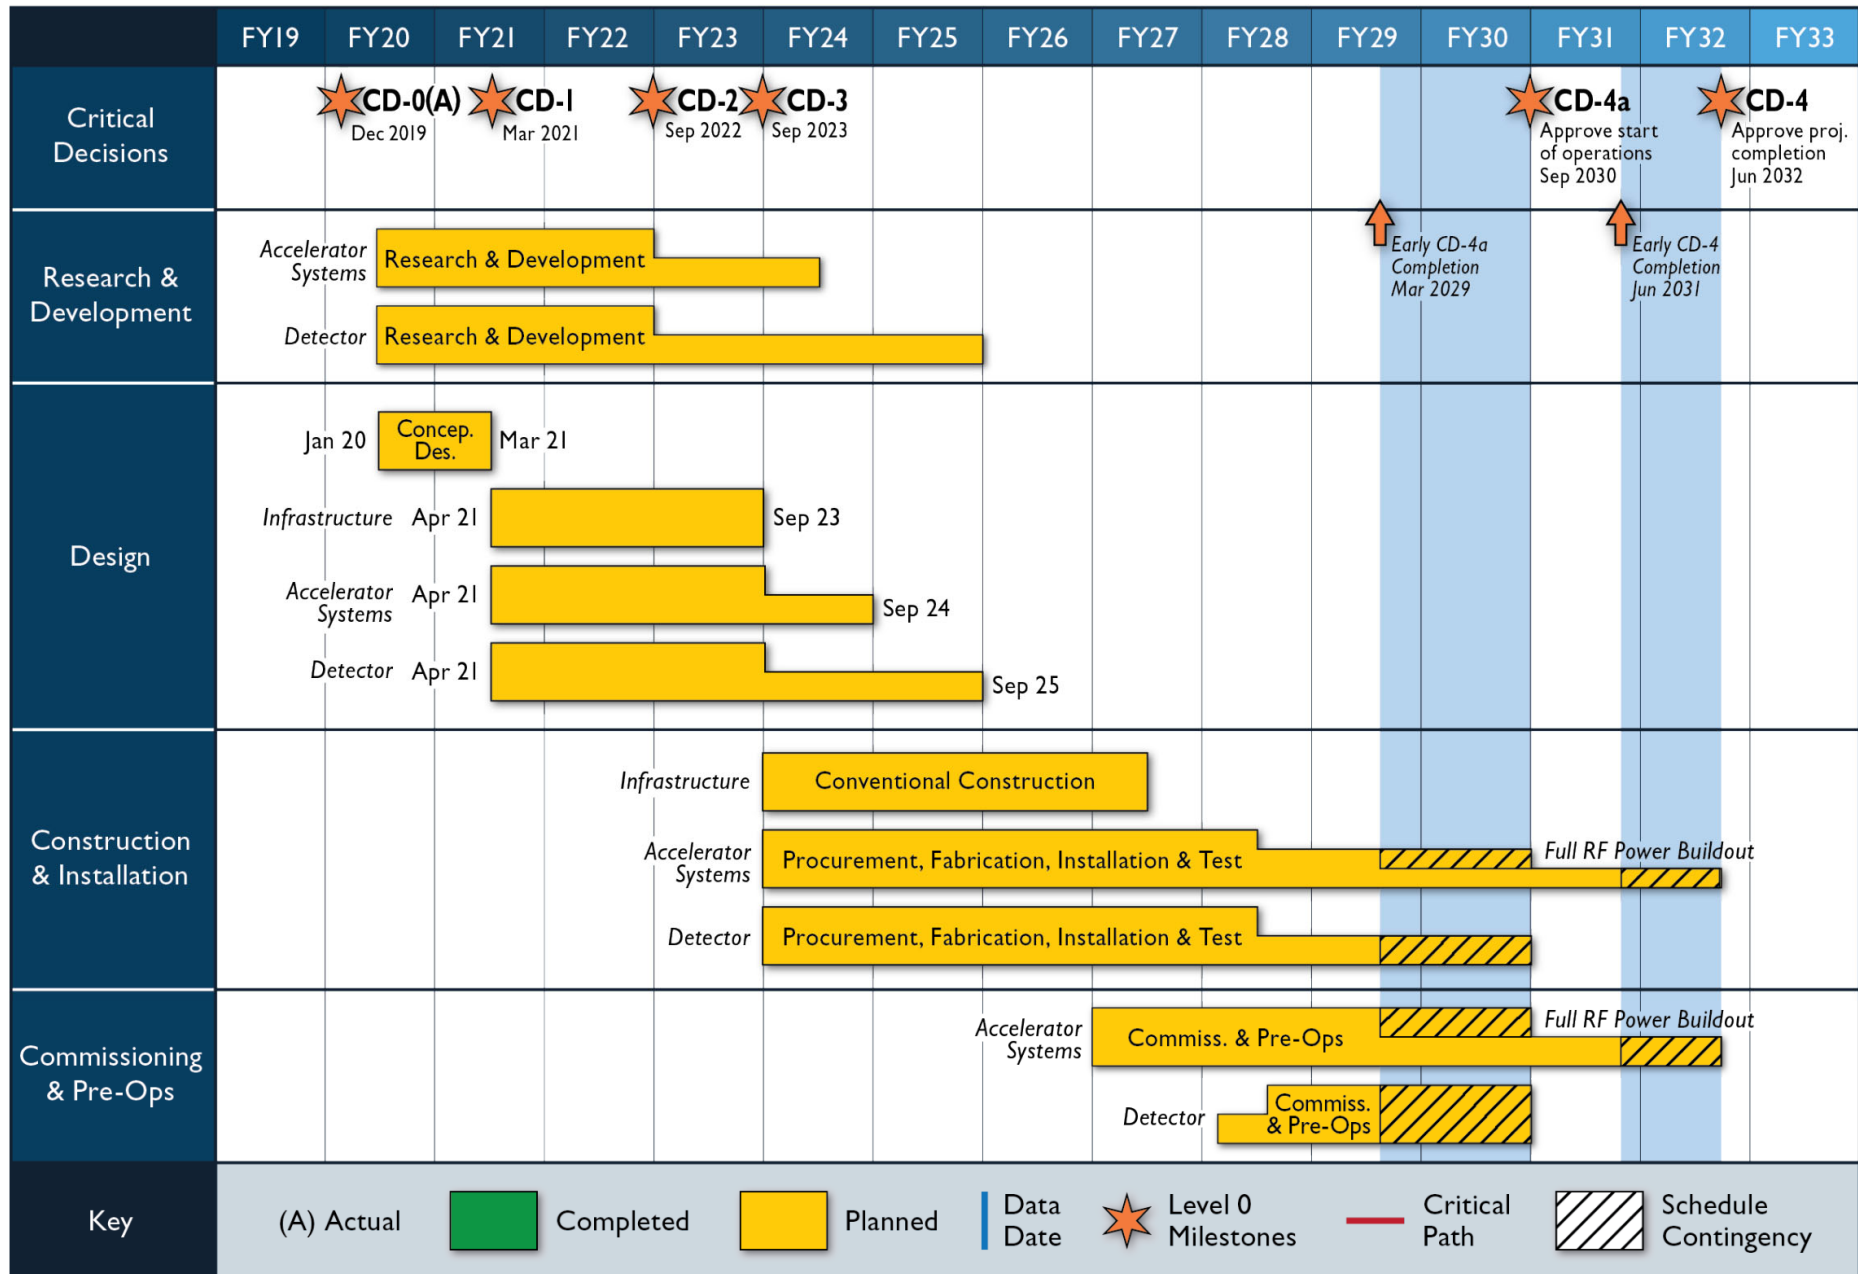 FY19 FY20 FY21 FY22 FY23 FY24 FY25 FY26 FY27 FY28 FY29 FY30 FY31 FY32 FY33
Critical
Decisions
CD-0(A)
Dec 2019
CD-1
Mar 2021
CD-2
Sep 2022
CD-3
Sep 2023
CD-4a
Approve start
of operations
Sep 2030
CD-4
Approve proj.
completion
Jun 2032
Early CD-4a
Completion
Mar 2029
Early CD-4
Completion
Jun 2031
Research &
Development
Accelerator
Systems
Research & Development
Detector
Research & Development
Design
Jan 20
Concep.
Des.
Mar 21
Infrastructure
Apr 21
Sep 23
Accelerator
Systems
Apr 21
Sep 24
Detector
Apr 21
Sep 25
Construction
& Installation
Infrastructure
Conventional Construction
Accelerator
Systems
Procurement, Fabrication, Installation & Test
Full RF Power Buildout
Detector
Procurement, Fabrication, Installation & Test
Commissioning
& Pre-Ops
Accelerator
Systems
Commiss. & Pre-Ops
Full RF Power Buildout
Detector
Commiss.
& Pre-Ops
Key
(A) Actual
Completed
Planned
Data
Date
Level 0
Milestones
Critical
Path
Schedule
Contingency